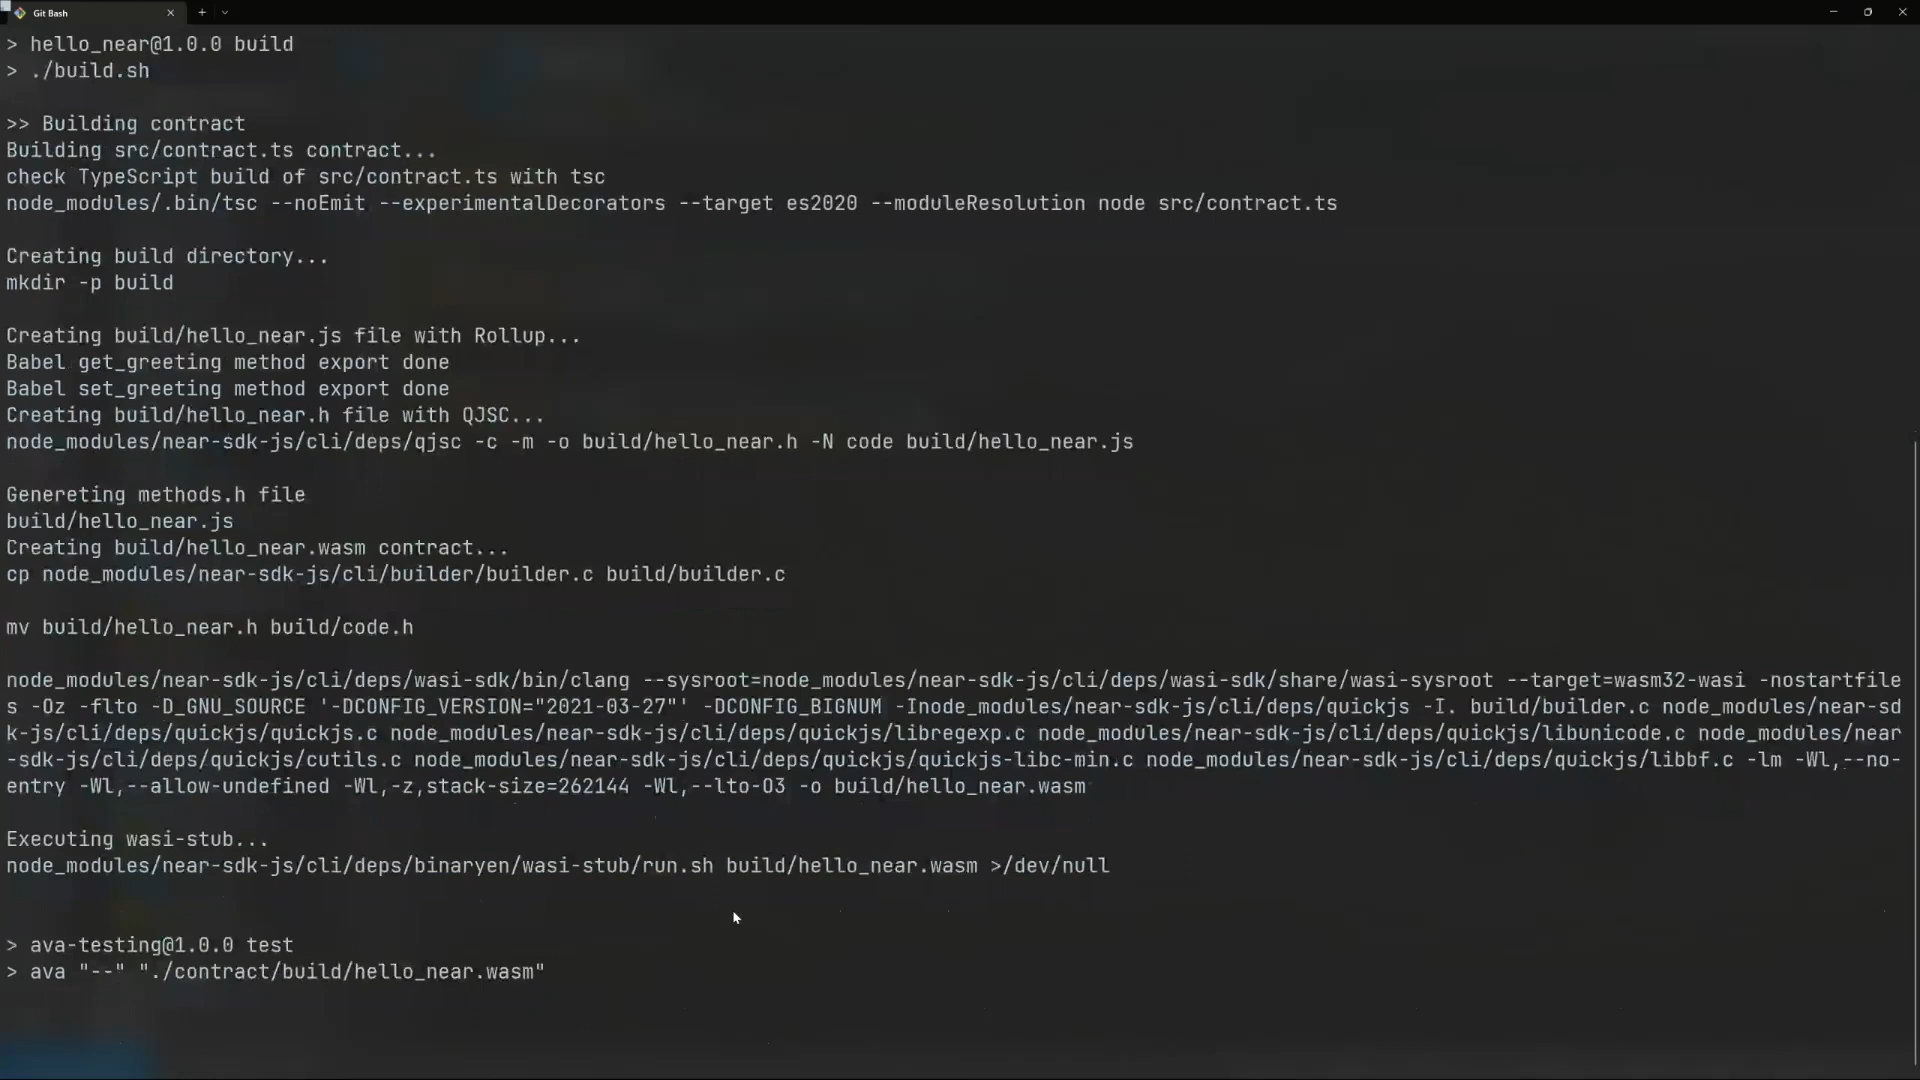 Git Bash
> hello_near@1.0.0 build
> ./build.sh
>> Building contract
Building src/contract.ts contract...
check TypeScript build of src/contract.ts with tsc
node_modules/.bin/tsc --noEmit --experimentalDecorators --target es2020 --moduleResolution node src/contract.ts
Creating build directory...
mkdir -p build
Creating build/hello_near.js file with Rollup...
Babel get_greeting method export done
Babel set_greeting method export done
Creating build/hello_near.h file with QJSC...
node_modules/near-sdk-js/cli/deps/qjsc -c -m -o build/hello_near.h -N code build/hello_near.js
Genereting methods.h file
build/hello_near.js
Creating build/hello_near.wasm contract...
cp node_modules/near-sdk-js/cli/builder/builder.c build/builder.c
mv build/hello_near.h build/code.h
node_modules/near-sdk-js/cli/deps/wasi-sdk/bin/clang --sysroot=node_modules/near-sdk-js/cli/deps/wasi-sdk/share/wasi-sysroot --target=wasm32-wasi -nostartfile
s -Oz -flto -D_GNU_SOURCE '-DCONFIG_VERSION="2021-03-27"' -DCONFIG_BIGNUM -Inode_modules/near-sdk-js/cli/deps/quickjs -I. build/builder.c node_modules/near-sd
k-js/cli/deps/quickjs/quickjs.c node_modules/near-sdk-js/cli/deps/quickjs/libregexp.c node_modules/near-sdk-js/cli/deps/quickjs/libunicode.c node_modules/near
-sdk-js/cli/deps/quickjs/cutils.c node_modules/near-sdk-js/cli/deps/quickjs/quickjs-libc-min.c node_modules/near-sdk-js/cli/deps/quickjs/libbf.c -lm -Wl,--no-
entry -Wl,--allow-undefined -Wl,-z,stack-size=262144 -Wl,--lto-O3 -o build/hello_near.wasm
Executing wasi-stub...
node_modules/near-sdk-js/cli/deps/binaryen/wasi-stub/run.sh build/hello_near.wasm >/dev/null
> ava-testing@1.0.0 test
> ava "--" "./contract/build/hello_near.wasm"